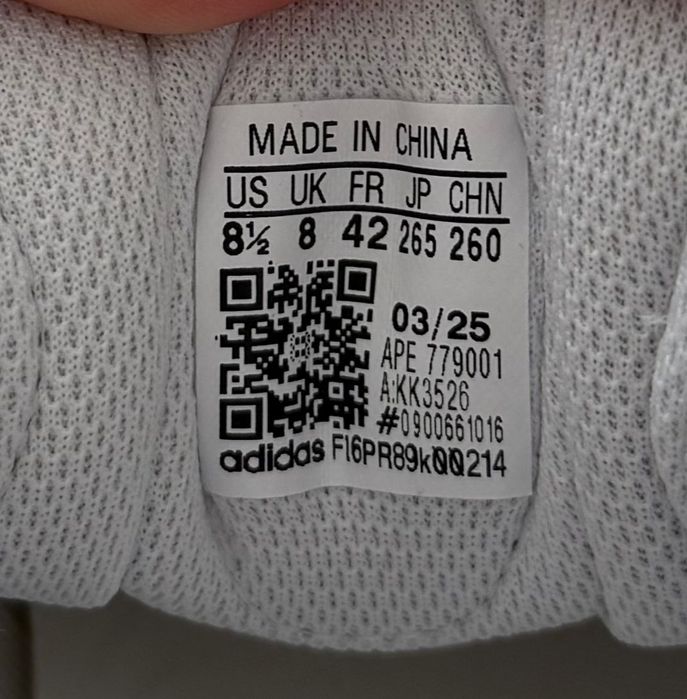 MADE IN CHINA
US UK FR JP CHN
8½ 8 42 265 260
03/25
APE 779001
A:KK3526
#0900661016
adidas F16PR89k00214